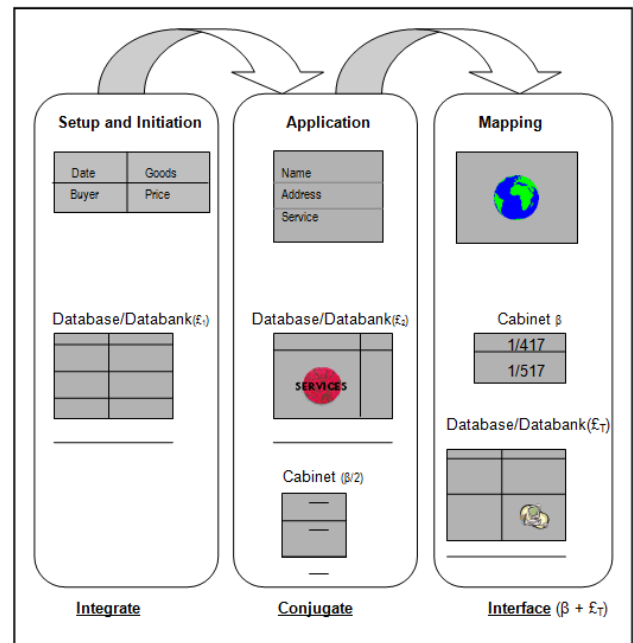 Setup and Initiation
Date Goods
Buyer Price
Database/Databank(£₁)
Integrate
Application
Name
Address
Service
Database/Databank(£₂)
SERVICES
Cabinet (β/2)
Conjugate
Mapping
Cabinet β
1/417
1/517
Database/Databank(£T)
Interface (β + £T)